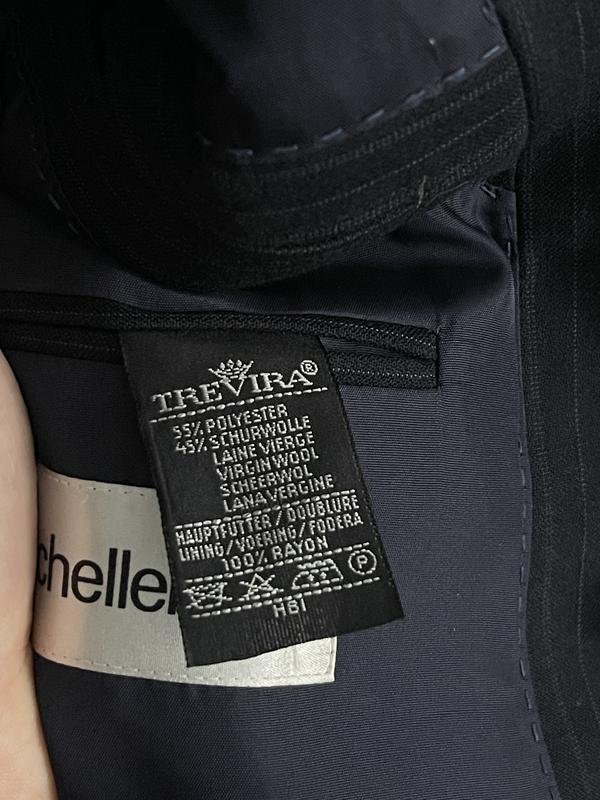 TREVIRA®
55% POLYESTER
45% SCHURWOLLE
LAINE VIERGE
VIRGIN WOOL
SCHEERWOL
LANA VERGINE
HAUPTFUTTER/DOUBLURE
LINING/VOERING/FODERA
100% RAYON
P
HBI
chelle